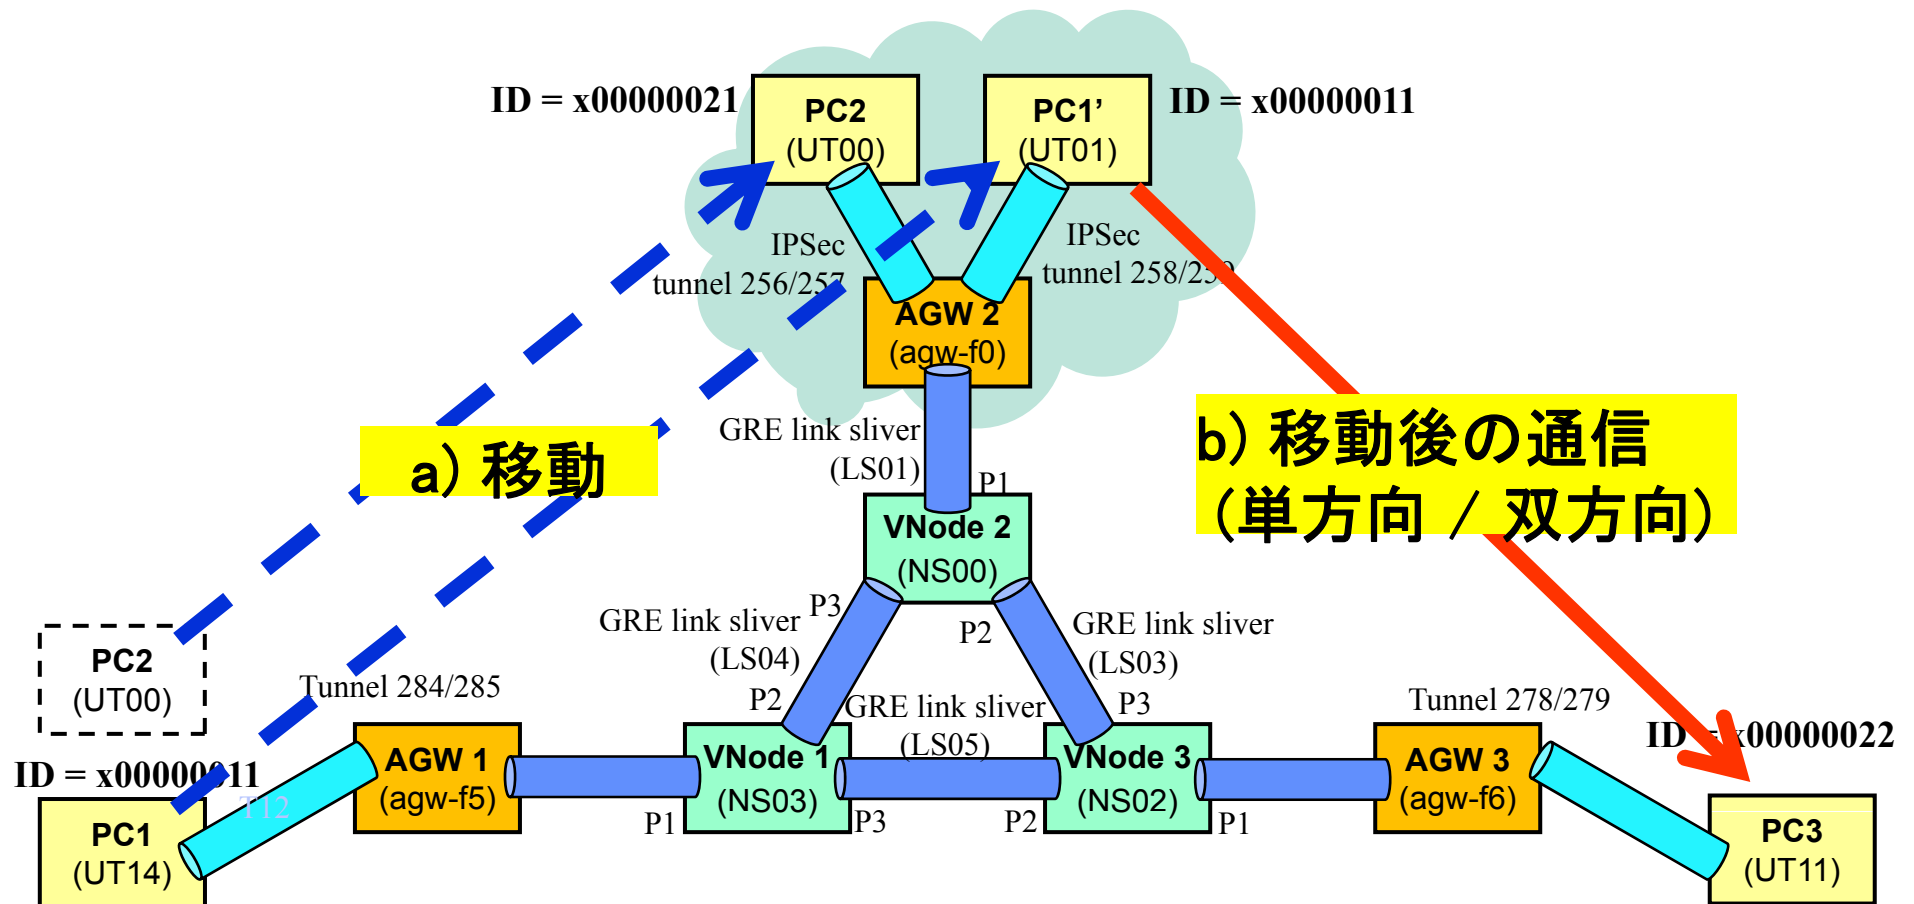 ID = x00000021
PC2
(UT00)
PC1’
(UT01)
ID = x00000011
IPSec
tunnel 256/257
IPSec
tunnel 258/259
AGW 2
(agw-f0)
GRE link sliver
(LS01)
P1
a) 移動
b) 移動後の通信
(単方向 / 双方向)
VNode 2
(NS00)
P3
P2
GRE link sliver
(LS04)
GRE link sliver
(LS03)
PC2
(UT00)
Tunnel 284/285
P2
GRE link sliver
(LS05)
P3
Tunnel 278/279
ID = x00000022
ID = x00000011
T12
AGW 1
(agw-f5)
VNode 1
(NS03)
VNode 3
(NS02)
AGW 3
(agw-f6)
P1
P3
P2
P1
PC1
(UT14)
PC3
(UT11)